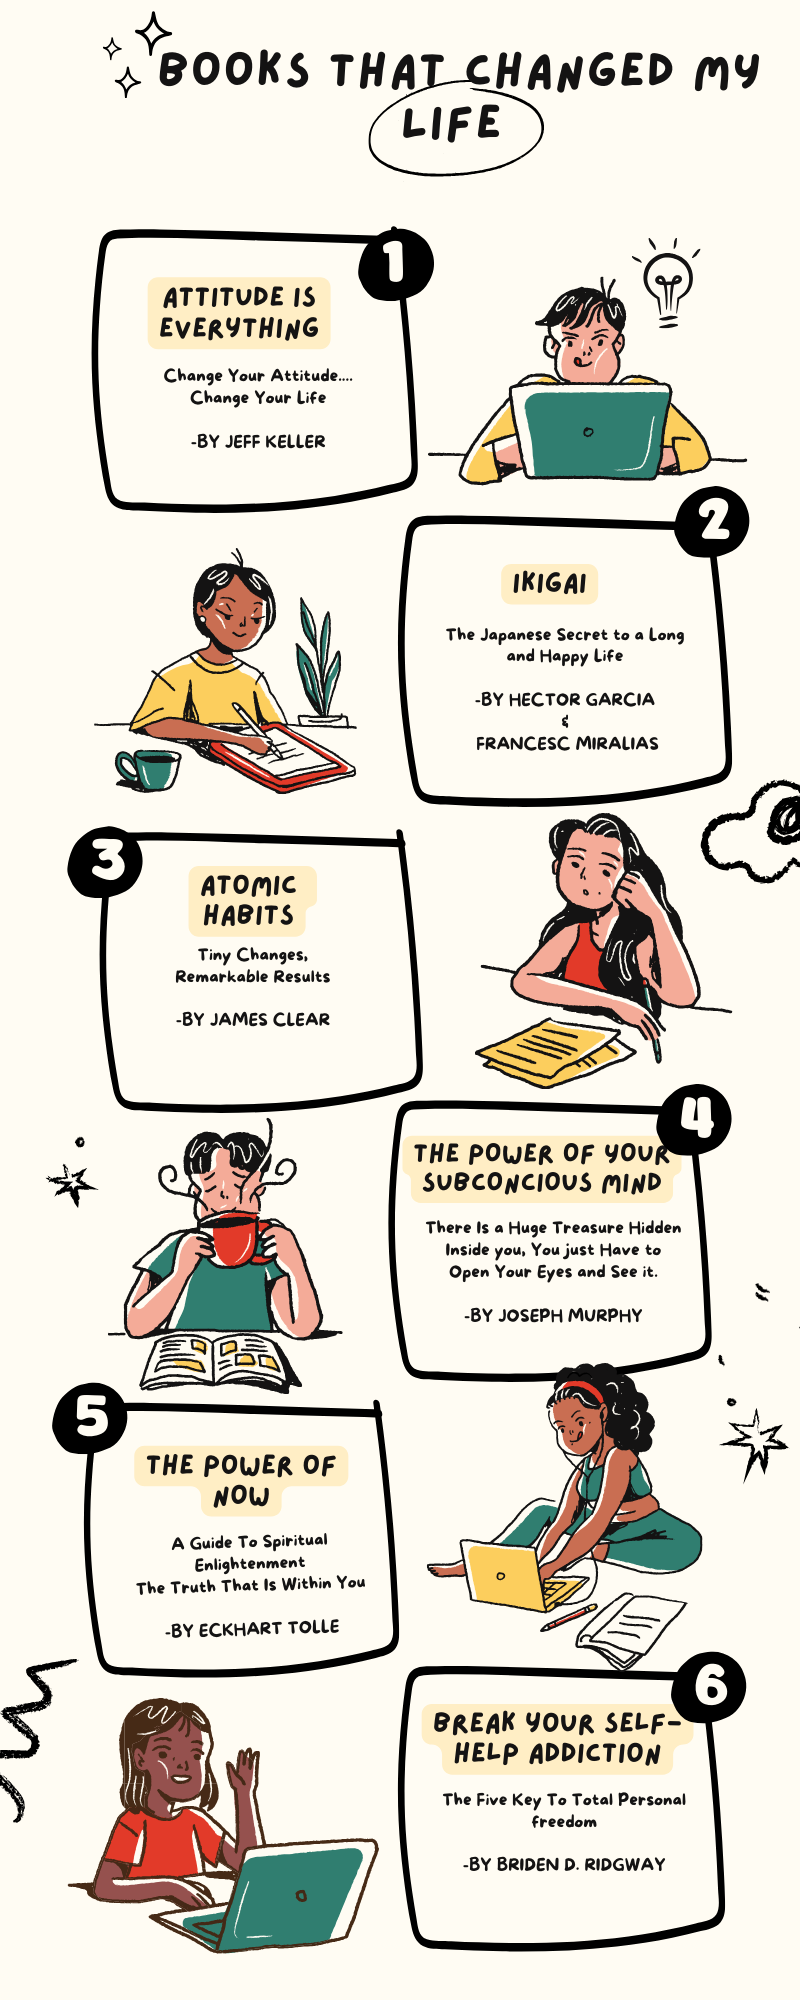 BOOKS THAT CHANGED MY
LIFE
1
ATTITUDE IS
EVERYTHING
Change Your Attitude....
Change Your Life
-BY JEFF KELLER
2
IKIGAI
The Japanese Secret to a Long
and Happy Life
-BY HECTOR GARCIA
&
FRANCESC MIRALIAS
3
ATOMIC
HABITS
Tiny Changes,
Remarkable Results
-BY JAMES CLEAR
4
THE POWER OF YOUR
SUBCONCIOUS MIND
There Is a Huge Treasure Hidden
Inside you, You just Have to
Open Your Eyes and See it.
-BY JOSEPH MURPHY
5
THE POWER OF
NOW
A Guide To Spiritual
Enlightenment
The Truth That Is Within You
-BY ECKHART TOLLE
6
BREAK YOUR SELF-
HELP ADDICTION
The Five Key To Total Personal
freedom
-BY BRIDEN D. RIDGWAY